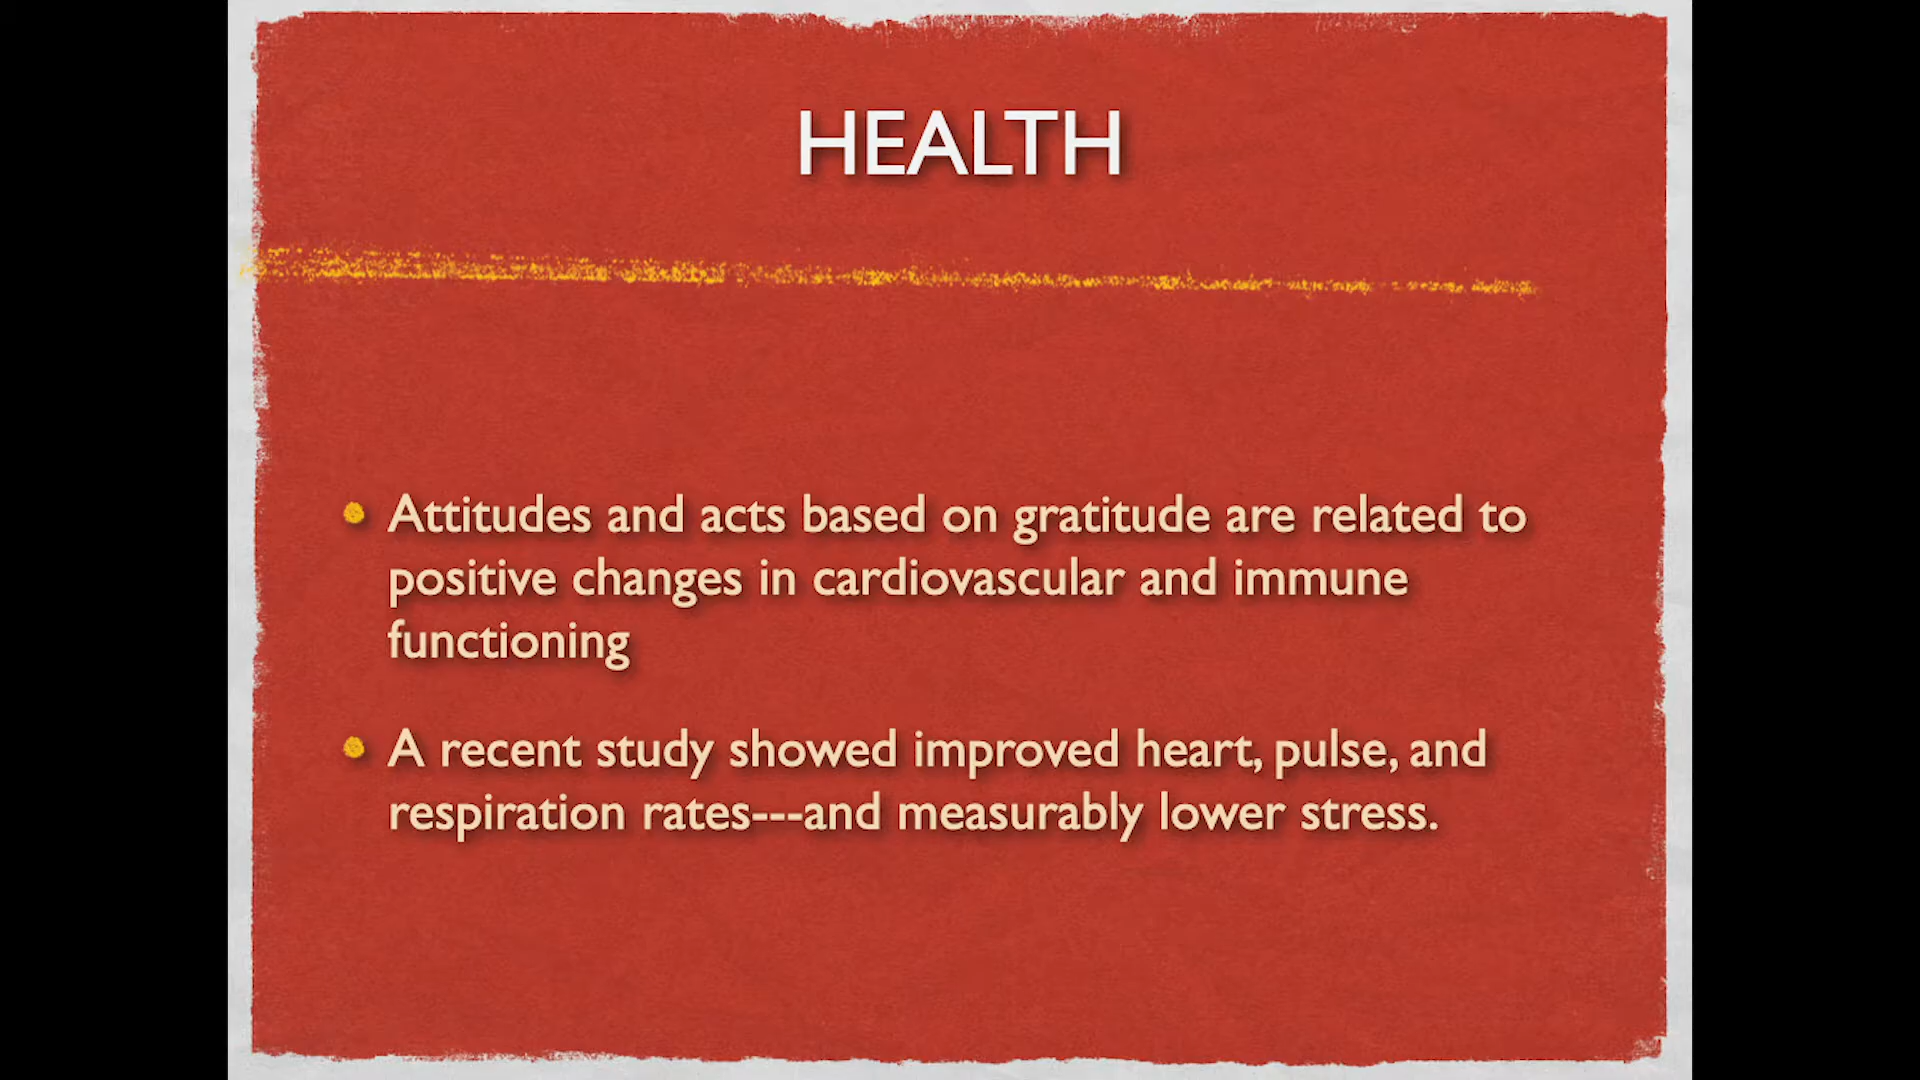 HEALTH
Attitudes and acts based on gratitude are related to
positive changes in cardiovascular and immune
functioning
A recent study showed improved heart, pulse, and
respiration rates---and measurably lower stress.